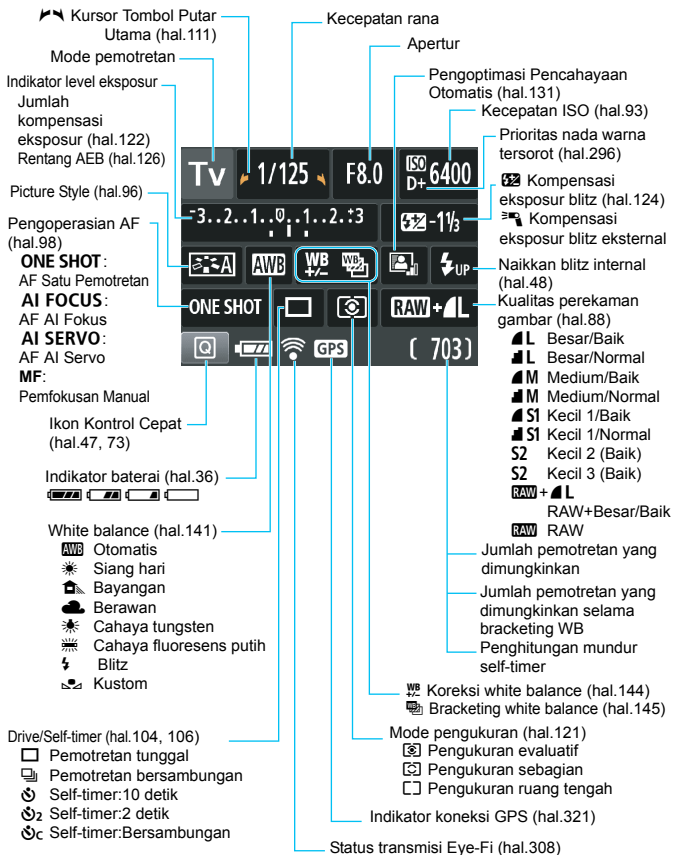 Kursor Tombol Putar
Utama (hal.111)
Kecepatan rana
Mode pemotretan
Apertur
Indikator level eksposur
Jumlah
kompensasi
eksposur (hal.122)
Rentang AEB (hal.126)
Pengoptimasi Pencahayaan
Otomatis (hal.131)
Kecepatan ISO (hal.93)
Prioritas nada warna
tersorot (hal.296)
Picture Style (hal.96)
Kompensasi
eksposur blitz (hal.124)
Kompensasi
eksposur blitz eksternal
Pengoperasian AF
(hal.98)
ONE SHOT:
AF Satu Pemotretan
AI FOCUS:
AF AI Fokus
AI SERVO:
AF AI Servo
MF:
Pemfokusan Manual
Tv 1/125 F8.0 ISO D+ 6400
-3..2..1..0..1..2.:+3 -1⅓
A AWB WB +/- WB UP
ONE SHOT RAW+L
Q GPS ( 703)
Naikkan blitz internal
(hal.48)
Kualitas perekaman
gambar (hal.88)
L Besar/Baik
L Besar/Normal
M Medium/Baik
M Medium/Normal
S1 Kecil 1/Baik
S1 Kecil 1/Normal
S2 Kecil 2 (Baik)
S2 Kecil 3 (Baik)
RAW+L
RAW+Besar/Baik
RAW RAW
Ikon Kontrol Cepat
(hal.47, 73)
Indikator baterai (hal.36)
White balance (hal.141)
AWB Otomatis
Siang hari
Bayangan
Berawan
Cahaya tungsten
Cahaya fluoresens putih
Blitz
Kustom
Jumlah pemotretan yang
dimungkinkan
Jumlah pemotretan yang
dimungkinkan selama
bracketing WB
Penghitungan mundur
self-timer
WB +/- Koreksi white balance (hal.144)
WB Bracketing white balance (hal.145)
Drive/Self-timer (hal.104, 106)
Pemotretan tunggal
Pemotretan bersambungan
Self-timer:10 detik
2 Self-timer:2 detik
C Self-timer:Bersambungan
Mode pengukuran (hal.121)
Pengukuran evaluatif
Pengukuran sebagian
Pengukuran ruang tengah
Indikator koneksi GPS (hal.321)
Status transmisi Eye-Fi (hal.308)